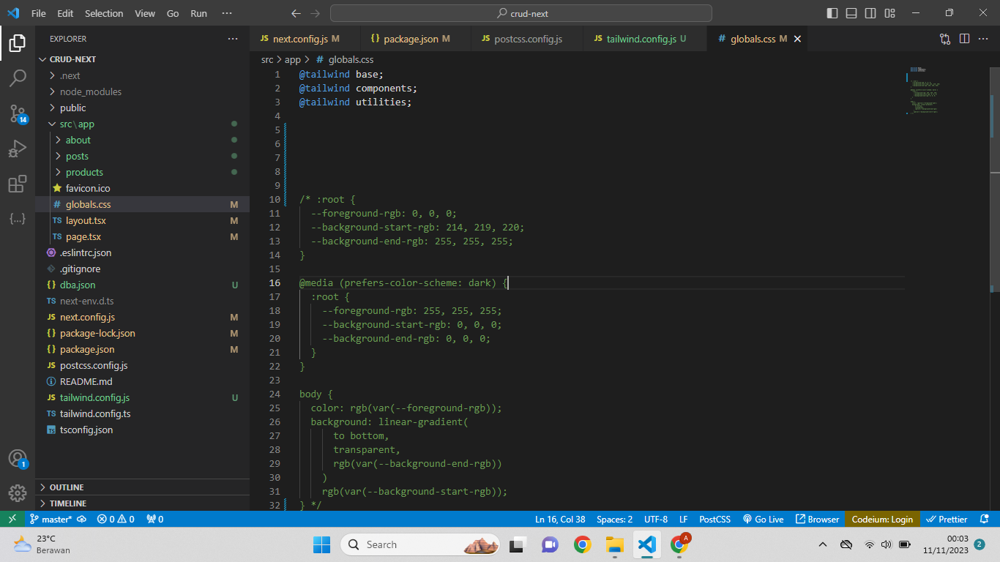 File Edit Selection View Go Run ···
crud-next
EXPLORER
CRUD-NEXT
.next
node_modules
public
src\app
about
posts
products
favicon.ico
# globals.css M
TS layout.tsx M
TS page.tsx M
.eslintrc.json
.gitignore
{} dba.json U
TS next-env.d.ts
JS next.config.js M
{} package-lock.json M
{} package.json M
JS postcss.config.js
README.md
JS tailwind.config.js U
TS tailwind.config.ts
tsconfig.json
OUTLINE
TIMELINE
14
1
JS next.config.js M {} package.json M JS postcss.config.js JS tailwind.config.js U # globals.css M
src > app > # globals.css
1 @tailwind base;
2 @tailwind components;
3 @tailwind utilities;
4
5
6
7
8
9
10 /* :root {
11 --foreground-rgb: 0, 0, 0;
12 --background-start-rgb: 214, 219, 220;
13 --background-end-rgb: 255, 255, 255;
14 }
15
16 @media (prefers-color-scheme: dark) {
17 :root {
18 --foreground-rgb: 255, 255, 255;
19 --background-start-rgb: 0, 0, 0;
20 --background-end-rgb: 0, 0, 0;
21 }
22 }
23
24 body {
25 color: rgb(var(--foreground-rgb));
26 background: linear-gradient(
27 to bottom,
28 transparent,
29 rgb(var(--background-end-rgb))
30 )
31 rgb(var(--background-start-rgb));
32 } */
master* 0 0 0 Ln 16, Col 38 Spaces: 2 UTF-8 LF PostCSS Go Live Browser Codeium: Login Prettier
23°C
Berawan
Search
A
00:03
11/11/2023
2